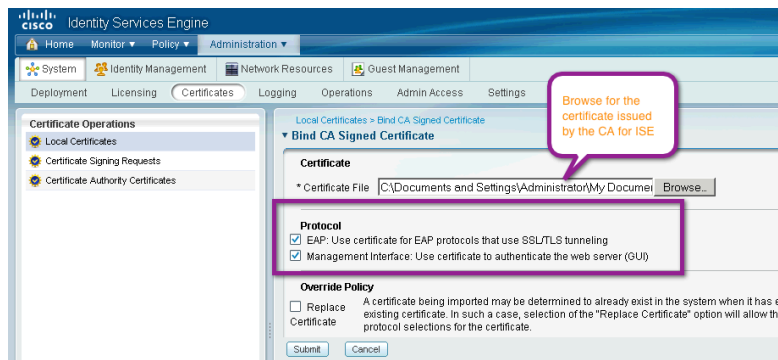 cisco Identity Services Engine
Home Monitor ▼ Policy ▼ Administration ▼
System Identity Management Network Resources Guest Management
Deployment Licensing Certificates Logging Operations Admin Access Settings
Browse for the
certificate issued
by the CA for ISE
Certificate Operations
Local Certificates
Certificate Signing Requests
Certificate Authority Certificates
Local Certificates > Bind CA Signed Certificate
▼ Bind CA Signed Certificate
Certificate
* Certificate File C:\Documents and Settings\Administrator\My Documen Browse...
Protocol
EAP: Use certificate for EAP protocols that use SSL/TLS tunneling
Management Interface: Use certificate to authenticate the web server (GUI)
Override Policy
Replace Certificate
A certificate being imported may be determined to already exist in the system when it has e
existing certificate. In such a case, selection of the "Replace Certificate" option will allow th
protocol selections for the certificate.
Submit Cancel